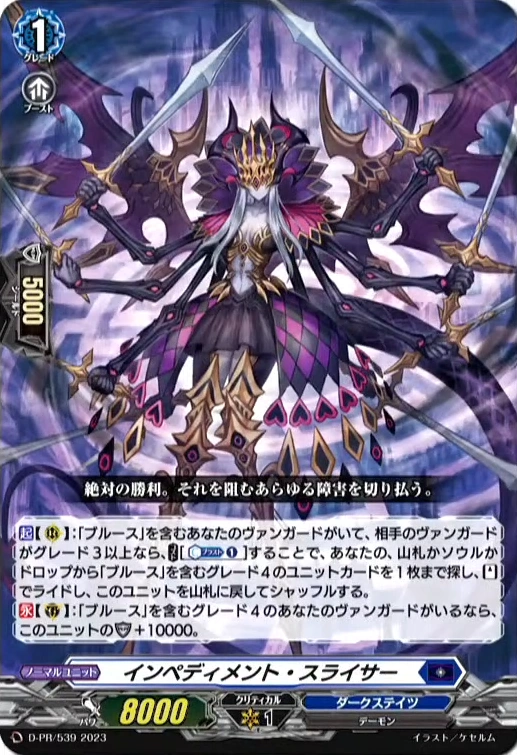 1
グレード
ブースト
5000
シールド
絶対の勝利。それを阻むあらゆる障害を切り払う。
起【】:「ブルース」を含むあなたのヴァンガードがいて、相手のヴァンガード
がグレード3以上なら、[ブラスト1]することで、あなたの、山札かソウルか
ドロップから「ブルース」を含むグレード4のユニットカードを1枚まで探し、
でライドし、このユニットを山札に戻してシャッフルする。
永【】:「ブルース」を含むグレード4のあなたのヴァンガードがいるなら、
このユニットの+10000。
ノーマルユニット
インペディメント・スライサー
パワー
8000
クリティカル
1
ダークステイツ
デーモン
D-PR/539 2023
イラスト/ケセルム